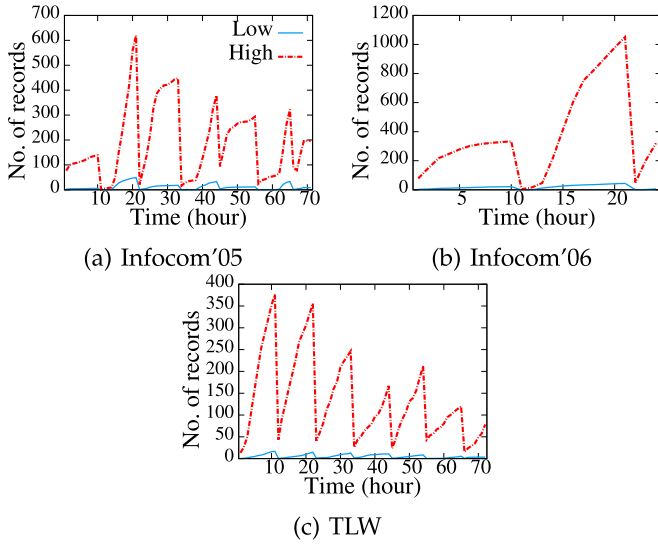 Low
High
No. of records
700
600
500
400
300
200
100
0
0 10 20 30 40 50 60 70
Time (hour)
(a) Infocom'05
No. of records
1200
1000
800
600
400
200
0
5 10 15 20
Time (hour)
(b) Infocom'06
No. of records
400
350
300
250
200
150
100
50
0
10 20 30 40 50 60 70
Time (hour)
(c) TLW